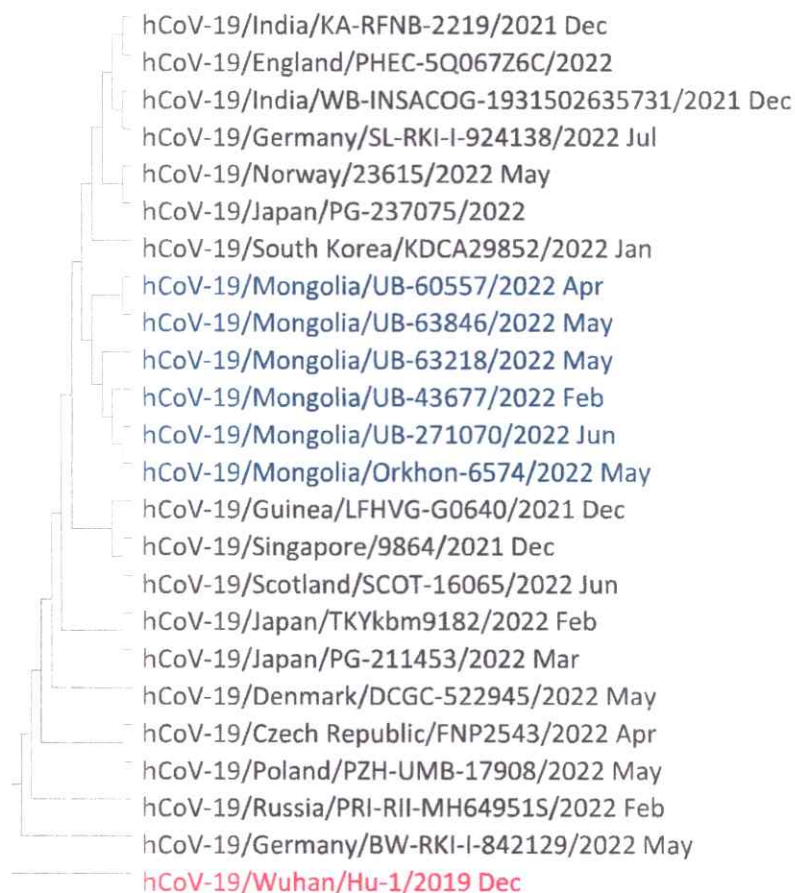 hCoV-19/India/KA-RFNB-2219/2021 Dec
hCoV-19/England/PHEC-5Q067Z6C/2022
hCoV-19/India/WB-INSACOG-1931502635731/2021 Dec
hCoV-19/Germany/SL-RKI-I-924138/2022 Jul
hCoV-19/Norway/23615/2022 May
hCoV-19/Japan/PG-237075/2022
hCoV-19/South Korea/KDCA29852/2022 Jan
hCoV-19/Mongolia/UB-60557/2022 Apr
hCoV-19/Mongolia/UB-63846/2022 May
hCoV-19/Mongolia/UB-63218/2022 May
hCoV-19/Mongolia/UB-43677/2022 Feb
hCoV-19/Mongolia/UB-271070/2022 Jun
hCoV-19/Mongolia/Orkhon-6574/2022 May
hCoV-19/Guinea/LFHVG-G0640/2021 Dec
hCoV-19/Singapore/9864/2021 Dec
hCoV-19/Scotland/SCOT-16065/2022 Jun
hCoV-19/Japan/TKYkbm9182/2022 Feb
hCoV-19/Japan/PG-211453/2022 Mar
hCoV-19/Denmark/DCGC-522945/2022 May
hCoV-19/Czech Republic/FNP2543/2022 Apr
hCoV-19/Poland/PZH-UMB-17908/2022 May
hCoV-19/Russia/PRI-RII-MH64951S/2022 Feb
hCoV-19/Germany/BW-RKI-I-842129/2022 May
hCoV-19/Wuhan/Hu-1/2019 Dec